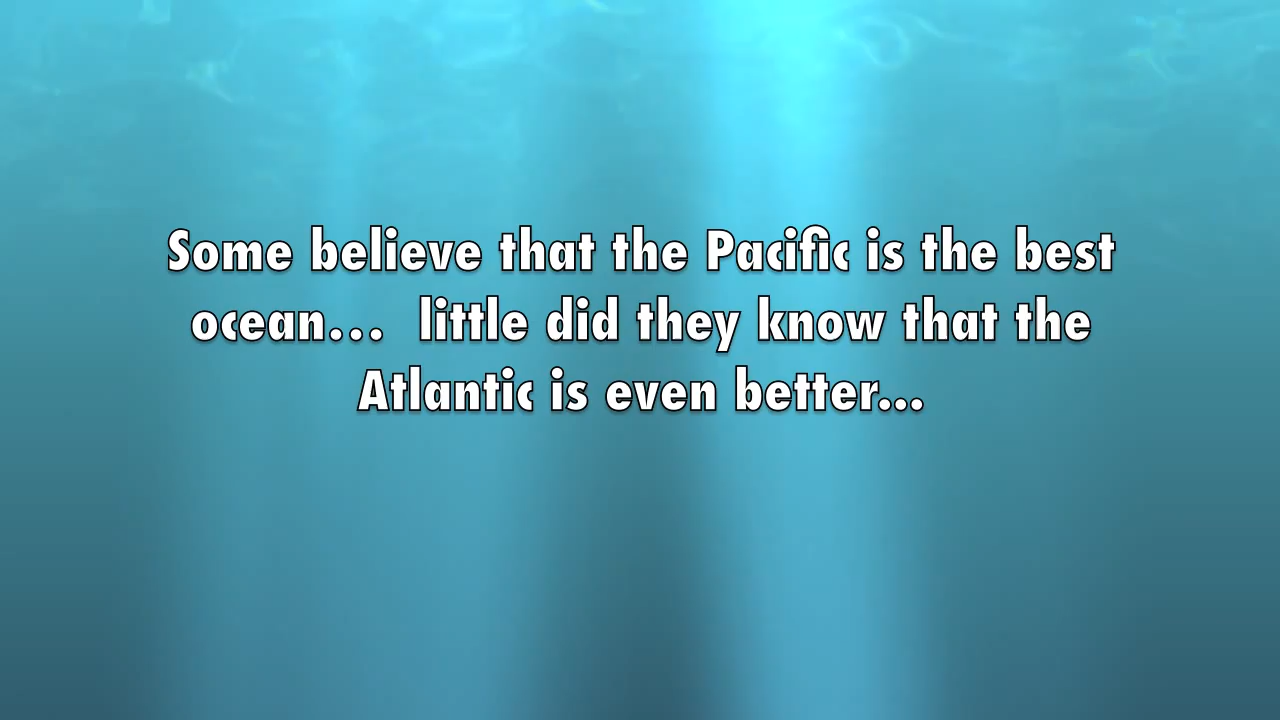 Some believe that the Pacific is the best
ocean…  little did they know that the
Atlantic is even better...